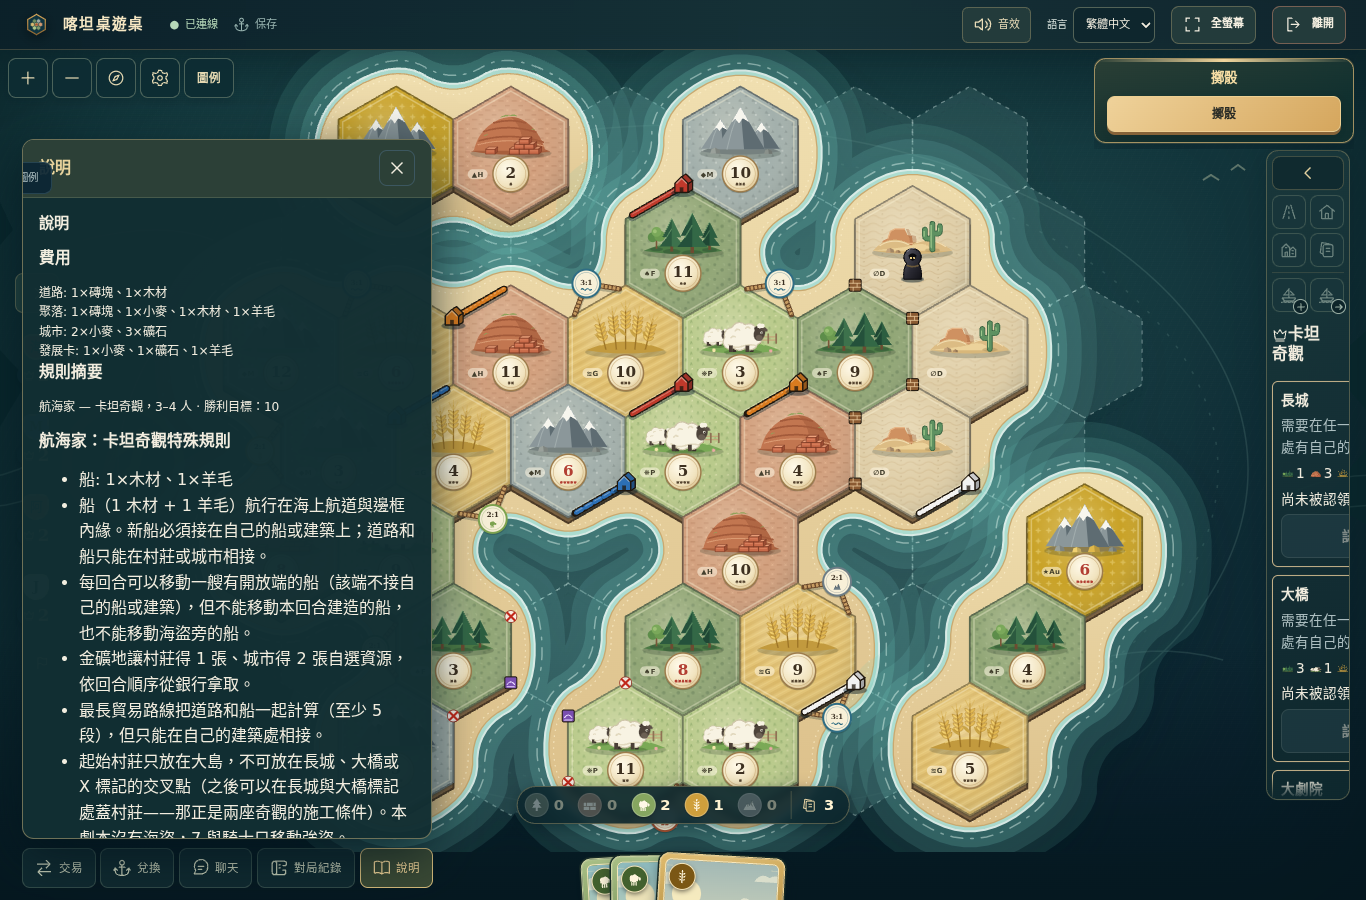 喀坦桌遊桌
已連線
保存
音效
語言
繁體中文
全螢幕
離開
圖例
擲骰
擲骰
說明
圖例
說明
費用
道路: 1×磚塊、1×木材
聚落: 1×磚塊、1×小麥、1×木材、1×羊毛
城市: 2×小麥、3×礦石
發展卡: 1×小麥、1×礦石、1×羊毛
規則摘要
航海家 — 卡坦奇觀，3–4 人 · 勝利目標：10
航海家：卡坦奇觀特殊規則
• 船: 1×木材、1×羊毛
• 船（1 木材 + 1 羊毛）航行在海上航道與邊框
內緣。新船必須接在自己的船或建築上；道路和
船只能在村莊或城市相接。
• 每回合可以移動一艘有開放端的船（該端不接自
己的船或建築），但不能移動本回合建造的船，
也不能移動海盜旁的船。
• 金礦地讓村莊得 1 張、城市得 2 張自選資源，
依回合順序從銀行拿取。
• 最長貿易路線把道路和船一起計算（至少 5
段），但只能在自己的建築處相接。
• 起始村莊只放在大島，不可放在長城、大橋或
X 標記的交叉點（之後可以在長城與大橋標記
處蓋村莊——那正是兩座奇觀的施工條件）。本
劇本沒有海盜，7 與騎士只移動強盜。
交易
兌換
聊天
對局紀錄
說明
▲H
2
◆M
10
♠F
11
∅D
3:1
3:1
▲H
11
≋G
10
❋P
3
♠F
9
∅D
4
◆M
6
❋P
5
▲H
4
∅D
2:1
▲H
10
2:1
★Au
6
3
♠F
8
≋G
9
♠F
4
3:1
❋P
11
❋P
2
≋G
5
0
0
2
1
0
3
卡坦
奇觀
長城
需要在任一
處有自己的
1
3
尚未被認領
大橋
需要在任一
處有自己的
3
1
尚未被認領
大劇院